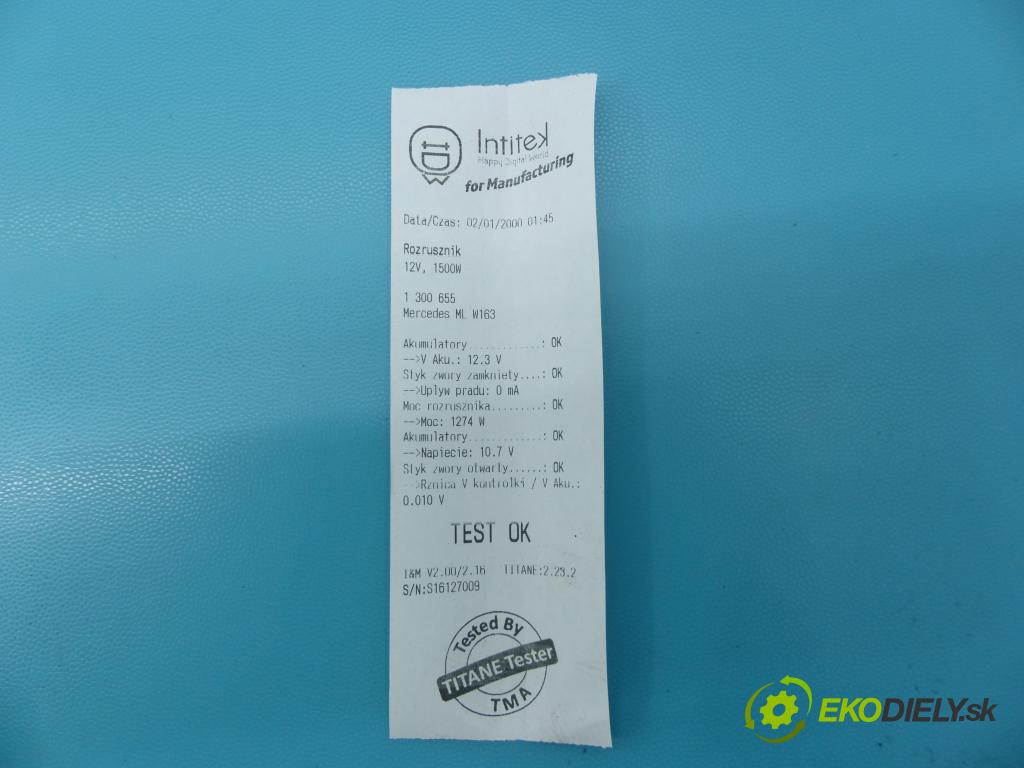 Intitek
Happy Digital World
for Manufacturing
Data/Czas: 02/01/2000 01:45
Rozrusznik
12V, 1500W
1 300 655
Mercedes ML W163
Akumulatory.............: OK
-->V Aku.: 12.3 V
Styk zwory zamkniety....: OK
-->Uplyw pradu: 0 mA
Moc rozrusznika.........: OK
-->Moc: 1274 W
Akumulatory.............: OK
-->Napiecie: 10.7 V
Styk zwory otwarty......: OK
-->Rznica V kontrolki / V Aku.:
0.010 V
TEST OK
I&M V2.00/2.16 TITANE:2.23.2
S/N:S16127009
Tested By
TITANE Tester
TMA
EKODIELY.sk